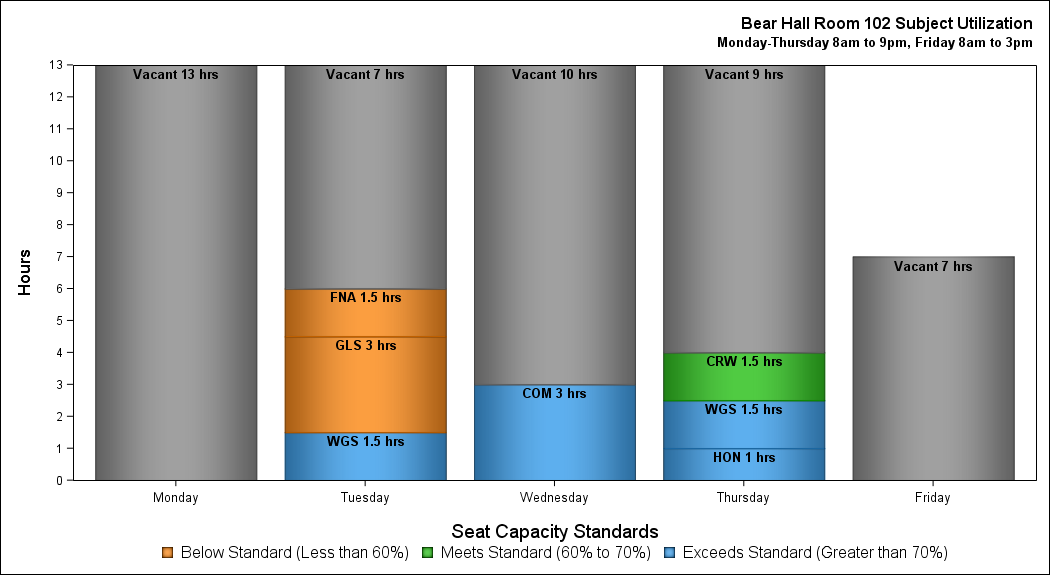 Bear Hall Room 102 Subject Utilization
Monday-Thursday 8am to 9pm, Friday 8am to 3pm
Hours
13
12
11
10
9
8
7
6
5
4
3
2
1
0
Vacant 13 hrs
Vacant 7 hrs
FNA 1.5 hrs
GLS 3 hrs
WGS 1.5 hrs
Vacant 10 hrs
COM 3 hrs
Vacant 9 hrs
CRW 1.5 hrs
WGS 1.5 hrs
HON 1 hrs
Vacant 7 hrs
Monday Tuesday Wednesday Thursday Friday
Seat Capacity Standards
Below Standard (Less than 60%) Meets Standard (60% to 70%) Exceeds Standard (Greater than 70%)